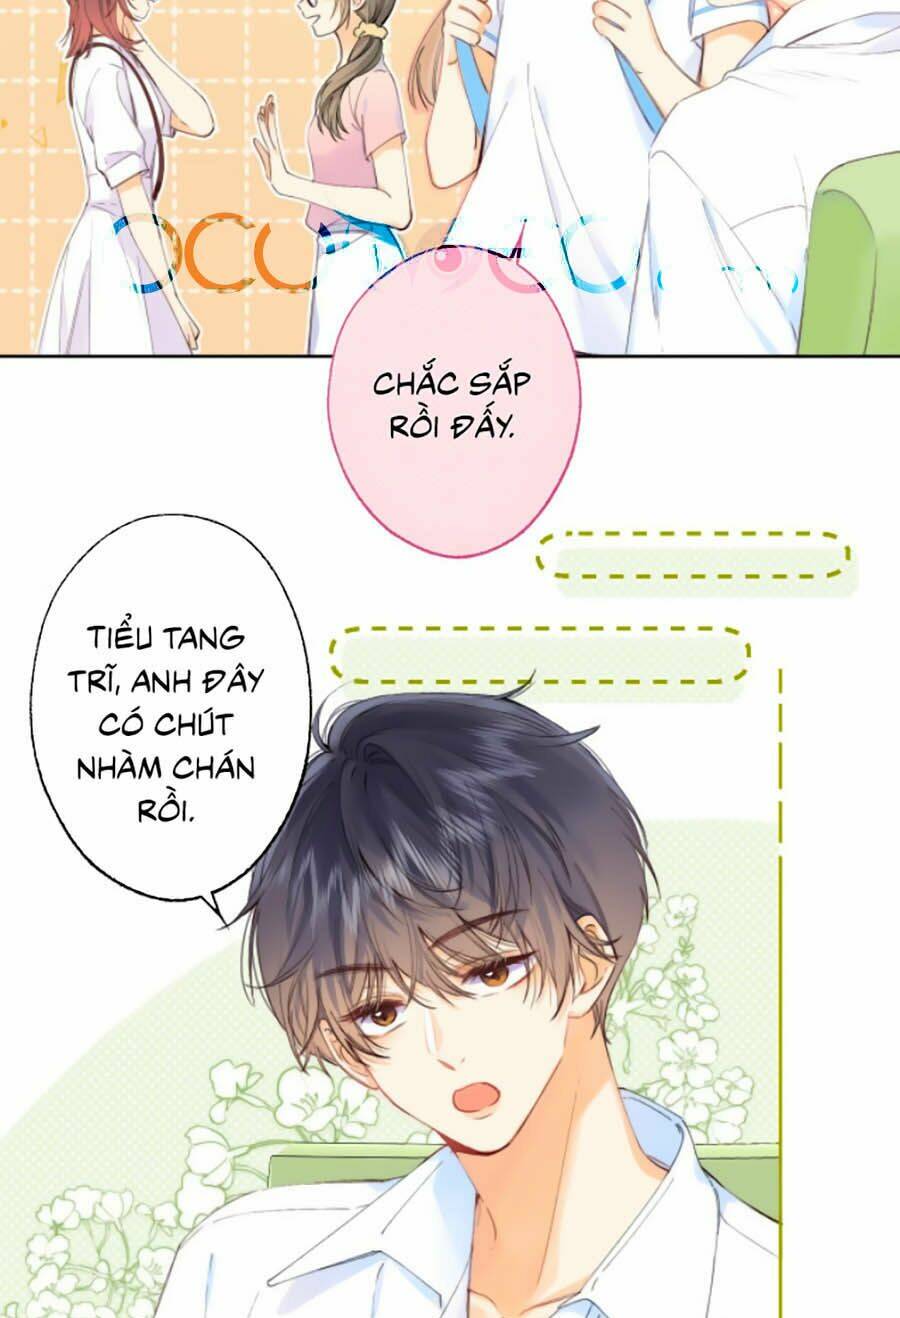 CHẮC SẮP
RỒI ĐẤY.
TIỂU TANG
TRĨ, ANH ĐÂY
CÓ CHÚT
NHÀM CHÁN
RỒI.